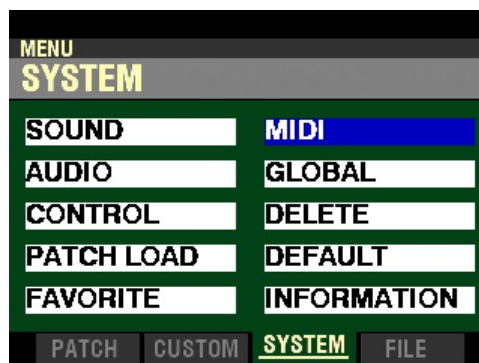 MENU
SYSTEM
SOUND MIDI
AUDIO GLOBAL
CONTROL DELETE
PATCH LOAD DEFAULT
FAVORITE INFORMATION
PATCH CUSTOM SYSTEM FILE